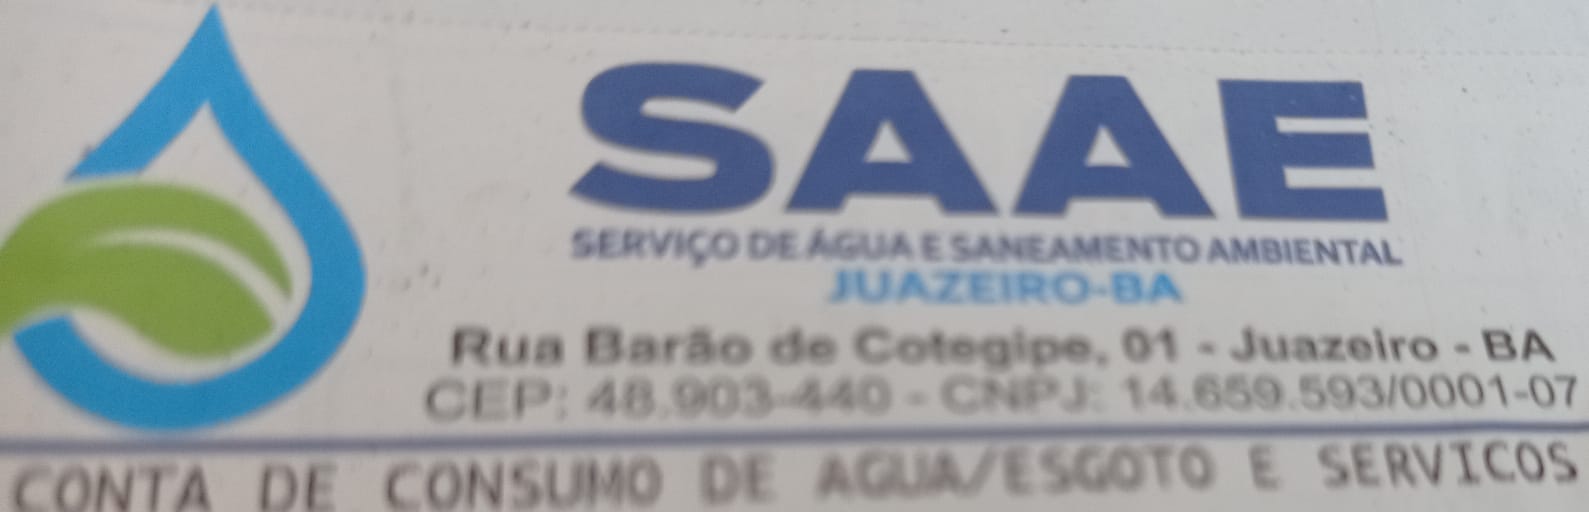 SAAE
SERVIÇO DE ÁGUA E SANEAMENTO AMBIENTAL
JUAZEIRO-BA
Rua Barão de Cotegipe, 01 - Juazeiro - BA
CEP: 48.903-440 - CNPJ: 14.659.593/0001-07
CONTA DE CONSUMO DE AGUA/ESGOTO E SERVICOS